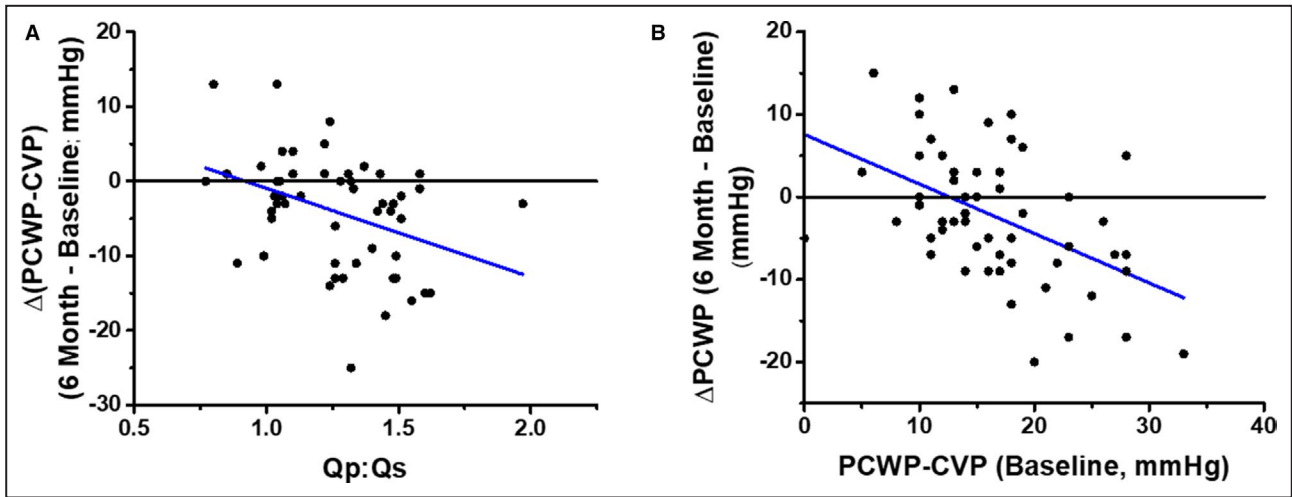 A
Δ(PCWP-CVP)
(6 Month - Baseline; mmHg)
20
10
0
-10
-20
-30
0.5
1.0
1.5
2.0
Qp:Qs
B
ΔPCWP (6 Month - Baseline)
(mmHg)
20
10
0
-10
-20
0
10
20
30
40
PCWP-CVP (Baseline, mmHg)